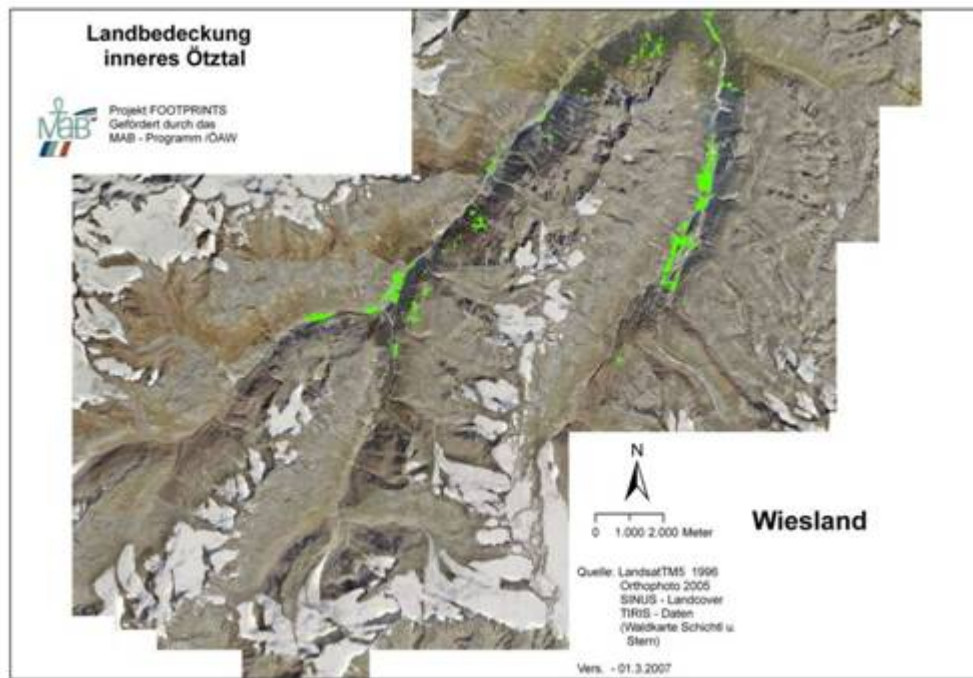 Landbedeckung
inneres Ötztal
MaB
Projekt FOOTPRINTS
Gefördert durch das
MAB - Programm /ÖAW
N
0 1.000 2.000 Meter
Wiesland
Quelle: LandsatTM5 1996
Orthophoto 2005
SINUS - Landcover
TIRIS - Daten
(Waldkarte Schichtl u.
Stern)
Vers. - 01.3.2007